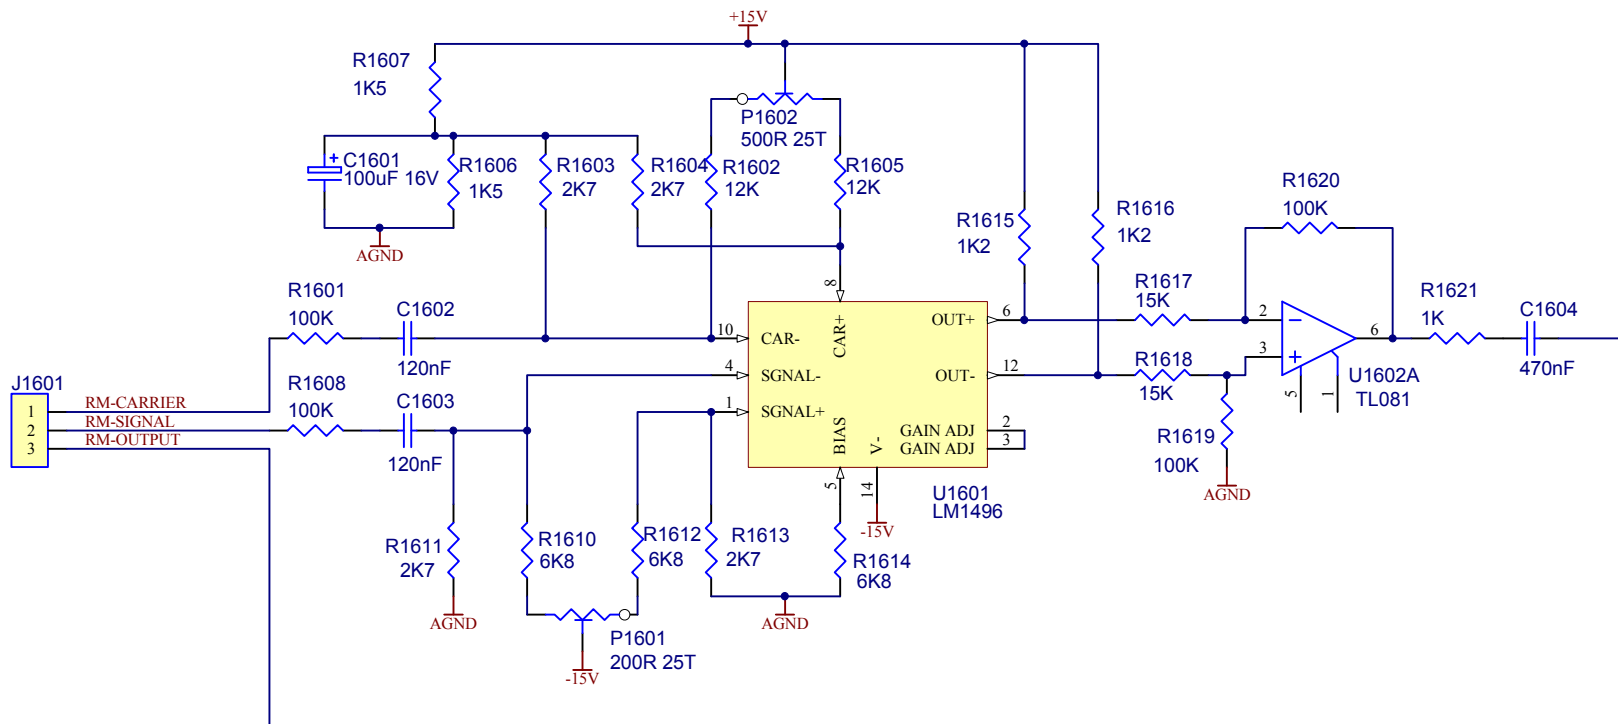 +15V
R1607
1K5
C1601
100uF 16V
R1606
1K5
R1603
2K7
R1604
2K7
R1602
12K
P1602
500R 25T
R1605
12K
AGND
R1615
1K2
R1616
1K2
R1620
100K
R1601
100K
C1602
120nF
R1608
100K
C1603
120nF
J1601
1
2
3
RM-CARRIER
RM-SIGNAL
RM-OUTPUT
10
4
1
8
CAR-
SGNAL-
SGNAL+
CAR+
BIAS
V-
OUT+
OUT-
GAIN ADJ
GAIN ADJ
6
12
2
3
5
14
-15V
U1601
LM1496
R1617
15K
R1618
15K
2
3
6
5
1
U1602A
TL081
R1621
1K
C1604
470nF
R1619
100K
AGND
R1611
2K7
AGND
R1610
6K8
R1612
6K8
R1613
2K7
R1614
6K8
AGND
P1601
200R 25T
-15V